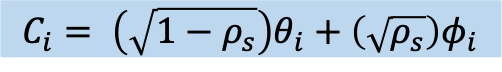 𝐶ᵢ = (√1 − 𝜌ₛ)𝜃ᵢ + (√𝜌ₛ)𝜙ᵢ